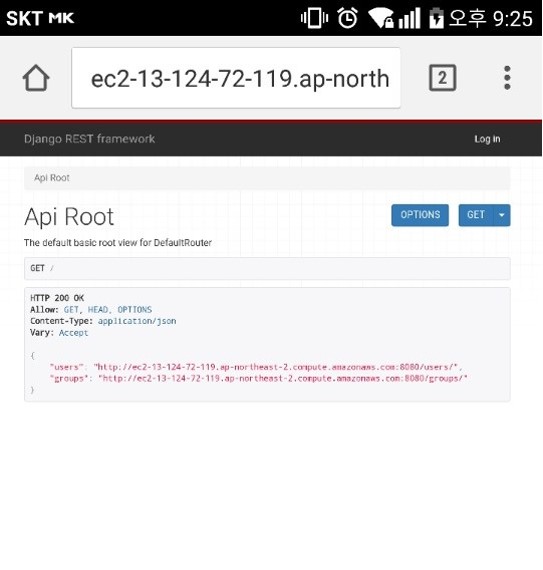 SKT MK 오후 9:25
ec2-13-124-72-119.ap-north 2
Django REST framework Log in
Api Root
Api Root OPTIONS GET
The default basic root view for DefaultRouter
GET /
HTTP 200 OK
Allow: GET, HEAD, OPTIONS
Content-Type: application/json
Vary: Accept
{
"users": "http://ec2-13-124-72-119.ap-northeast-2.compute.amazonaws.com:8080/users/",
"groups": "http://ec2-13-124-72-119.ap-northeast-2.compute.amazonaws.com:8080/groups/"
}